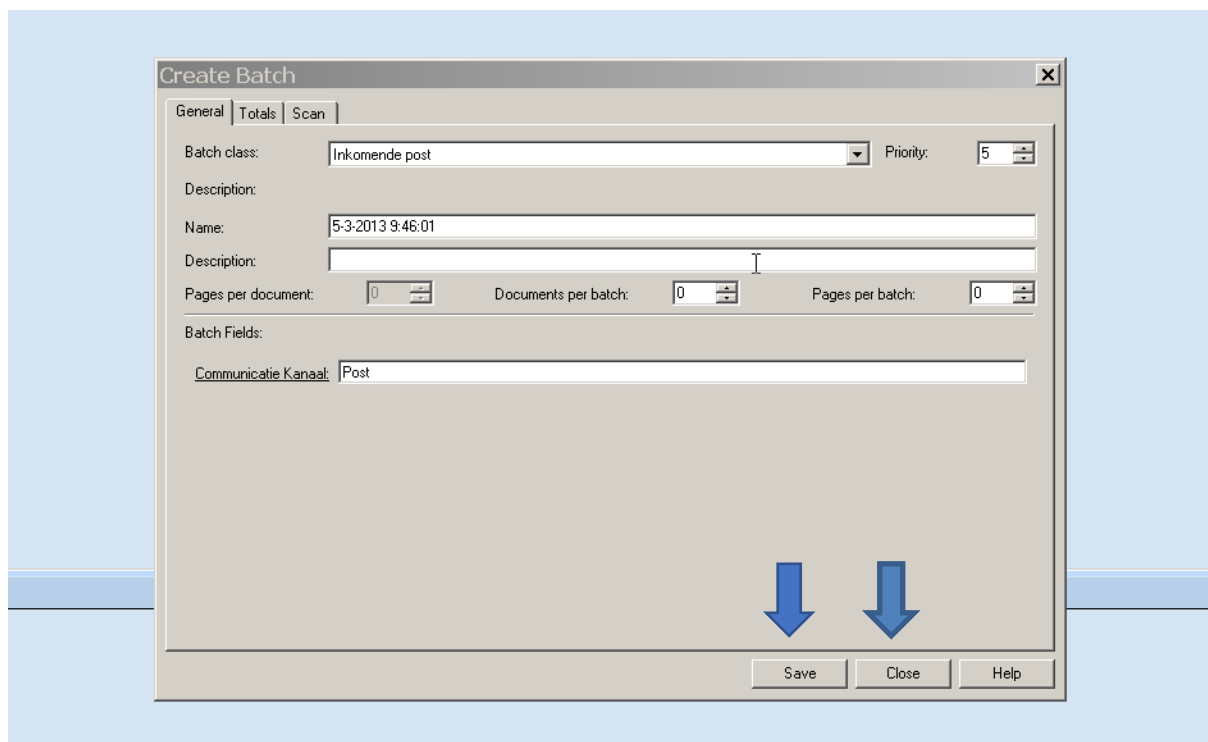 Create Batch
General Totals Scan
Batch class: Inkomende post Priority: 5
Description:
Name: 5-3-2013 9:46:01
Description:
Pages per document: 0 Documents per batch: 0 Pages per batch: 0
Batch Fields:
Communicatie Kanaal: Post
Save Close Help